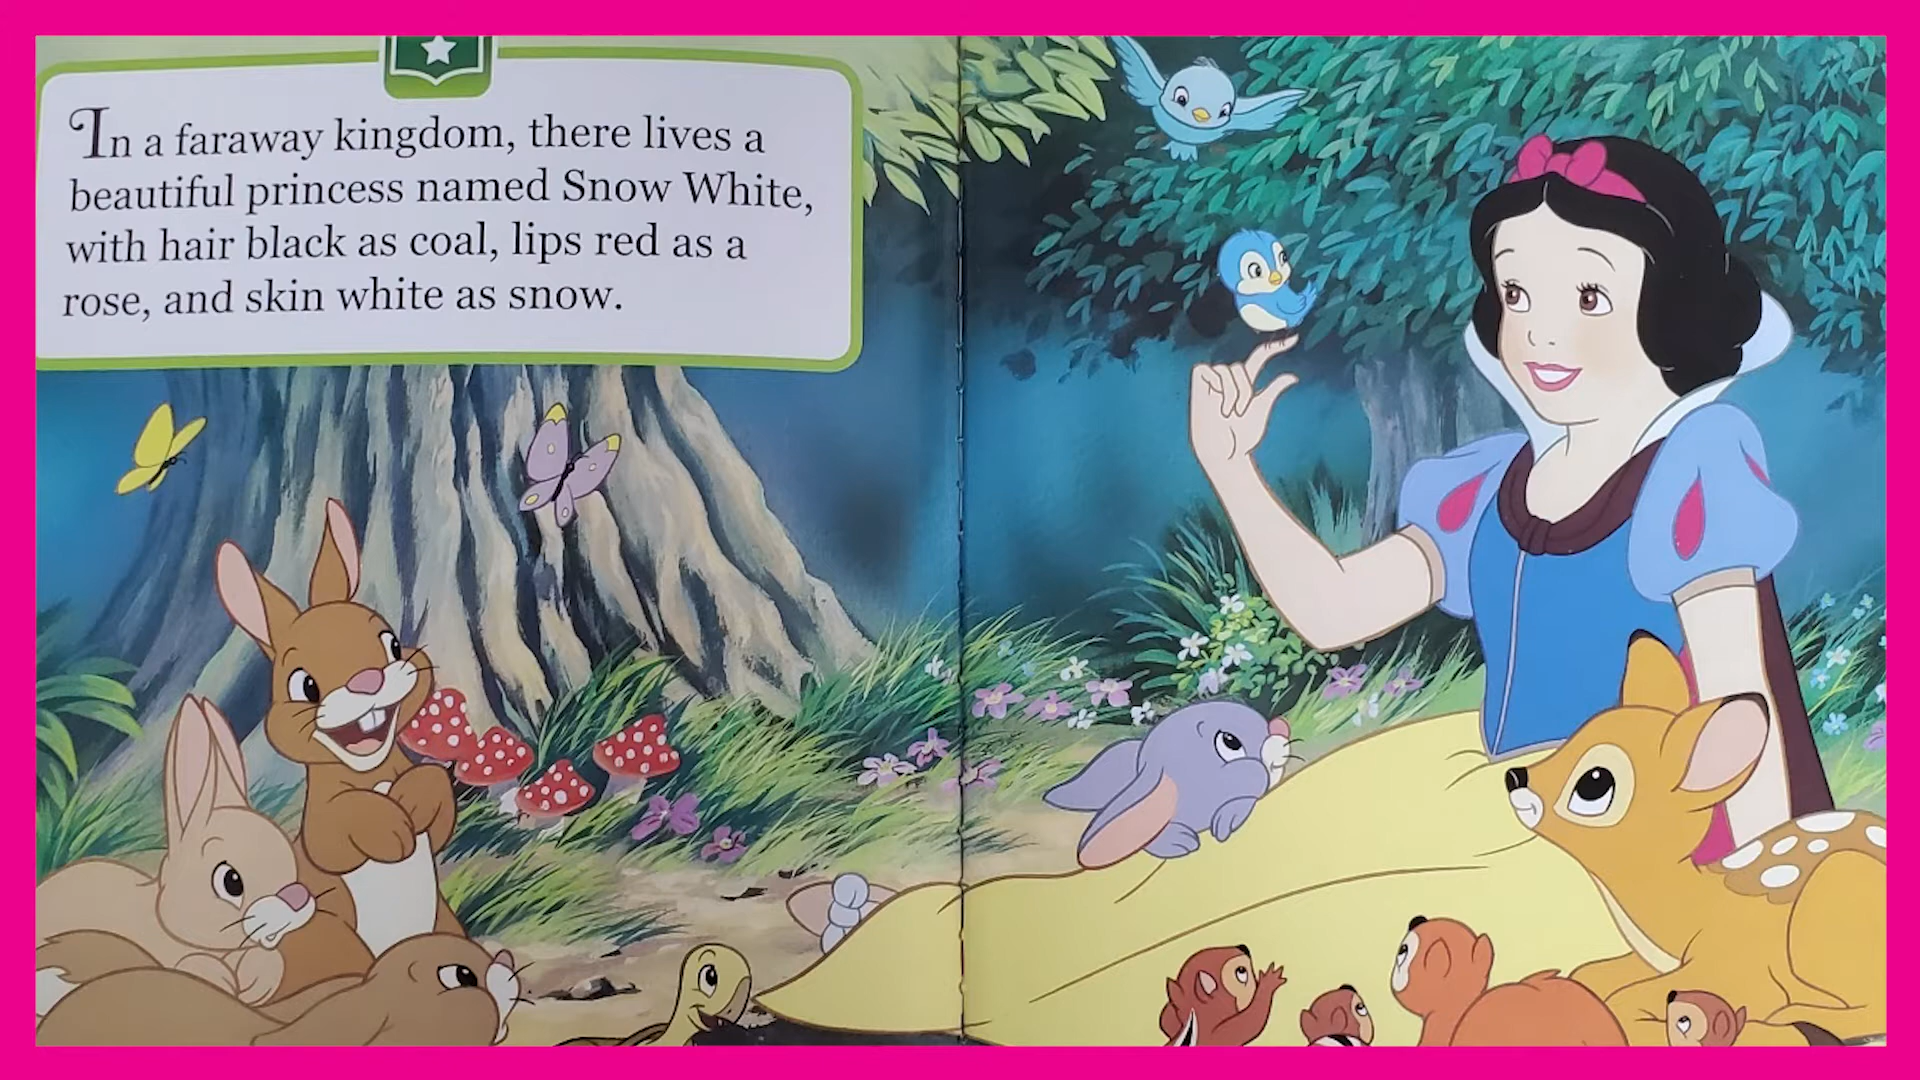 In a faraway kingdom, there lives a
beautiful princess named Snow White,
with hair black as coal, lips red as a
rose, and skin white as snow.